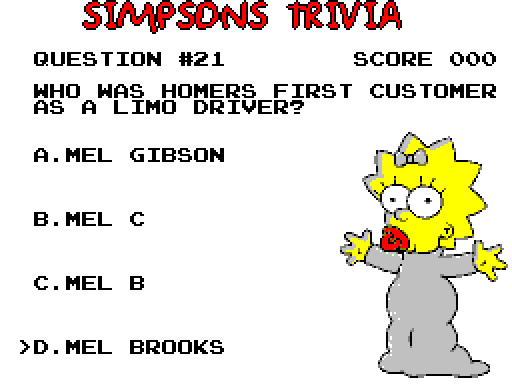 SIMPSONS TRIVIA
QUESTION #21 SCORE 000
WHO WAS HOMERS FIRST CUSTOMER
AS A LIMO DRIVER?
A.MEL GIBSON
B.MEL C
C.MEL B
>D.MEL BROOKS